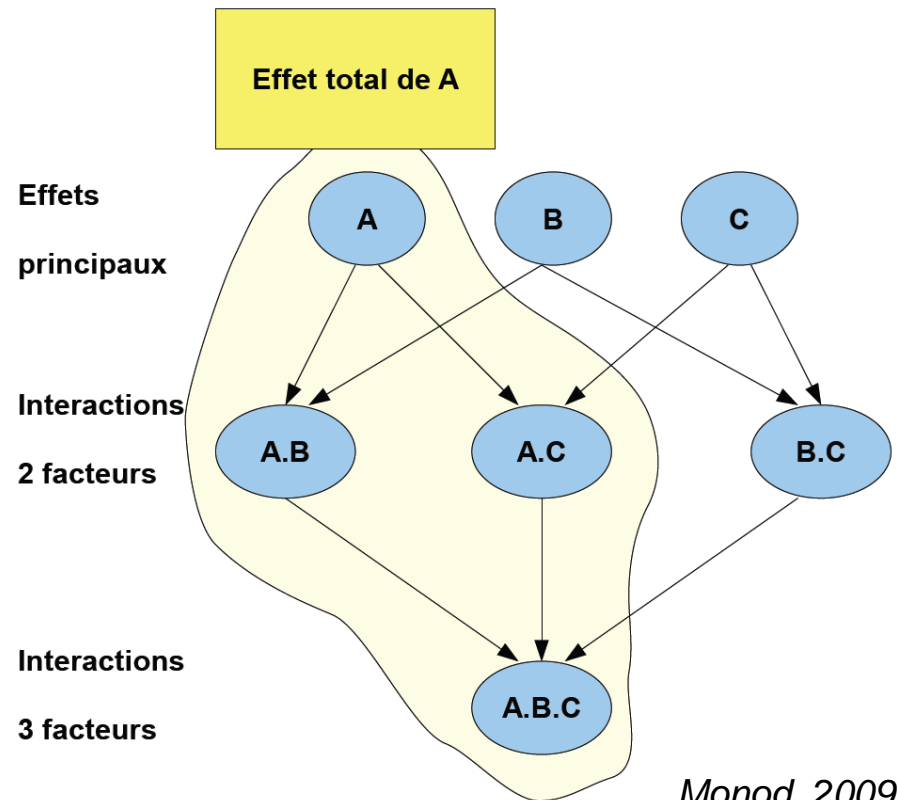 Effet total de A
Effets
principaux
A
B
C
Interactions
2 facteurs
A.B
A.C
B.C
Interactions
3 facteurs
A.B.C
Monod, 2009